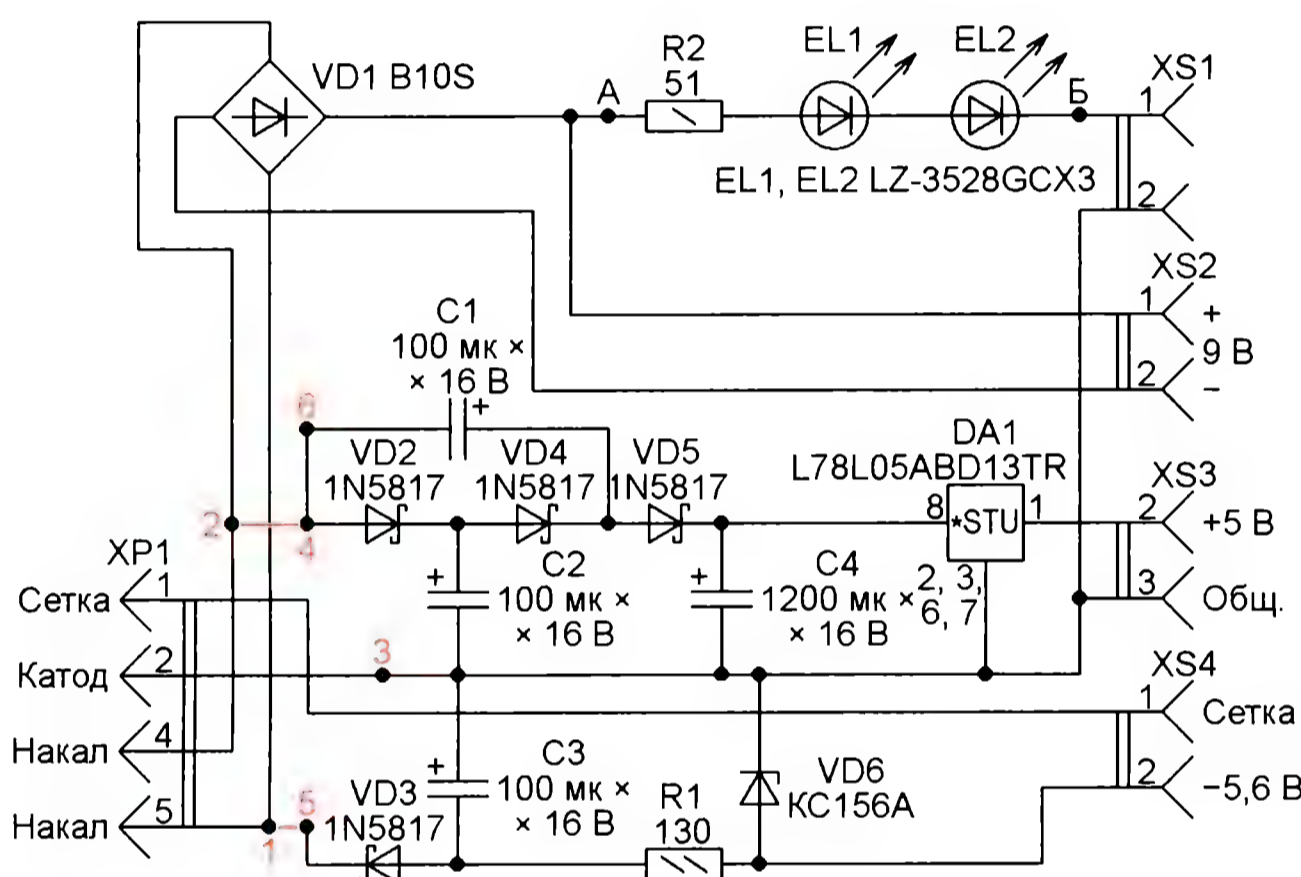 VD1 B10S
А
R2
51
EL1
EL2
Б
XS1
1
2
EL1, EL2 LZ-3528GCX3
XS2
1
+
9 В
2
−
C1
100 мк ×
× 16 В
+
6
VD2
1N5817
VD4
1N5817
VD5
1N5817
DA1
L78L05ABD13TR
8
*STU
1
2, 3,
6, 7
XS3
2
+5 В
3
Общ.
2
4
XP1
1
Сетка
2
Катод
4
Накал
5
Накал
+
C2
100 мк ×
× 16 В
+
C4
1200 мк ×
× 16 В
3
XS4
1
Сетка
2
−5,6 В
+
C3
100 мк ×
× 16 В
VD6
КС156А
R1
130
1
5
VD3
1N5817